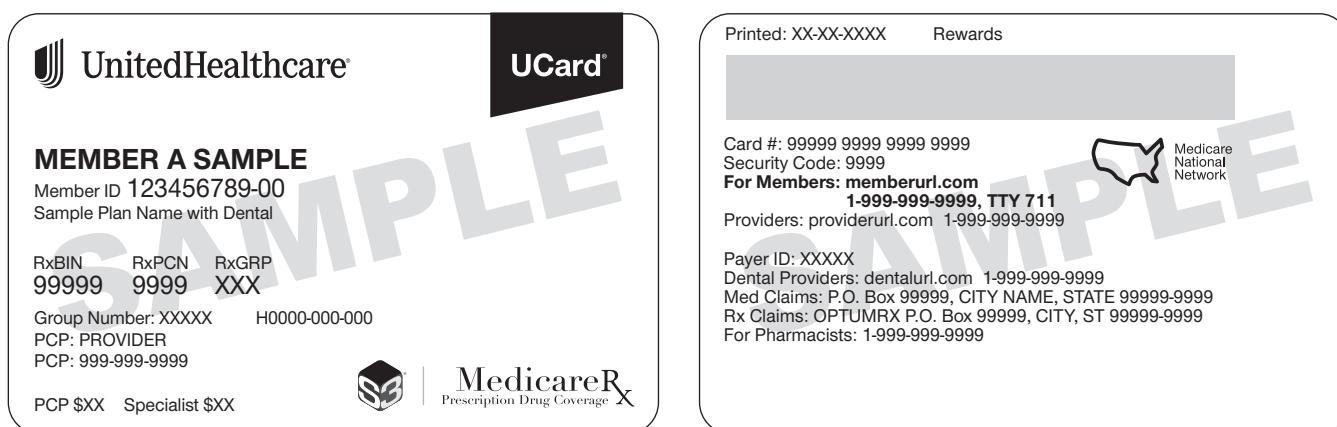 UnitedHealthcare®
UCard®
SAMPLE
MEMBER A SAMPLE
Member ID 123456789-00
Sample Plan Name with Dental
RxBIN RxPCN RxGRP
99999 9999 XXX
Group Number: XXXXX H0000-000-000
PCP: PROVIDER
PCP: 999-999-9999
PCP $XX Specialist $XX
S3
MedicareRx
Prescription Drug Coverage
Printed: XX-XX-XXXX Rewards
SAMPLE
Card #: 99999 9999 9999 9999
Security Code: 9999
For Members: memberurl.com
1-999-999-9999, TTY 711
Providers: providerurl.com 1-999-999-9999
Medicare
National
Network
Payer ID: XXXXX
Dental Providers: dentalurl.com 1-999-999-9999
Med Claims: P.O. Box 99999, CITY NAME, STATE 99999-9999
Rx Claims: OPTUMRX P.O. Box 99999, CITY, ST 99999-9999
For Pharmacists: 1-999-999-9999